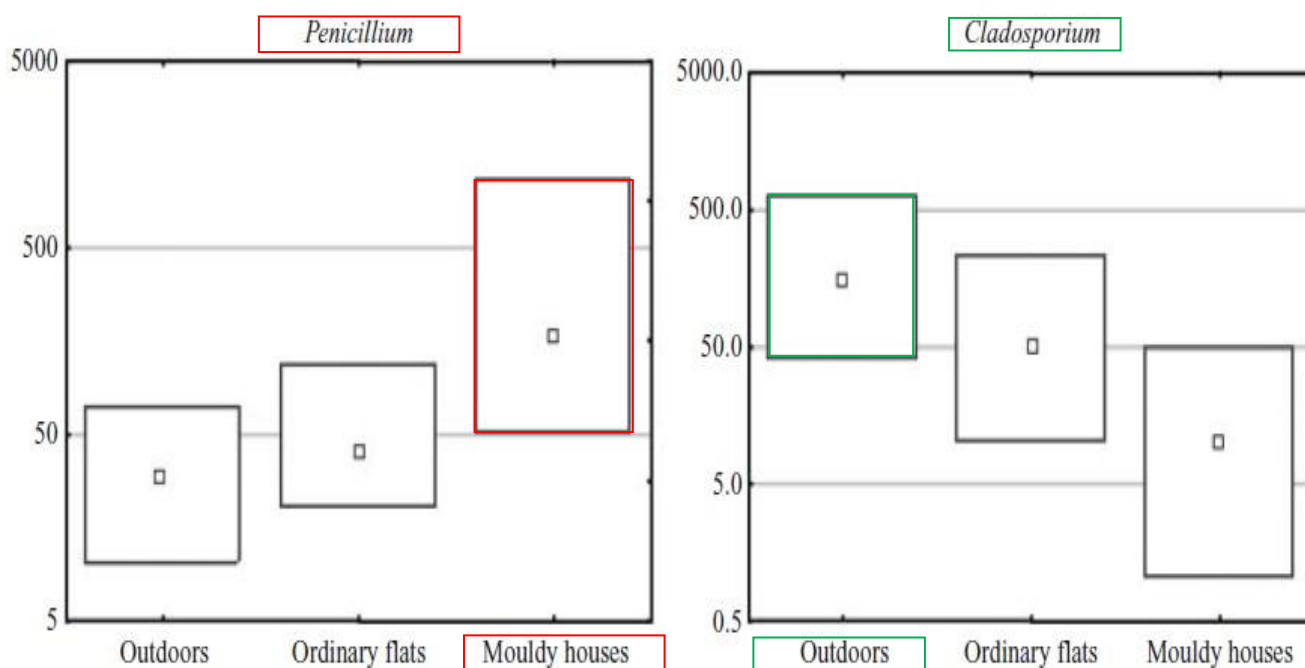 Penicillium
5000
500
50
5
Outdoors Ordinary flats Mouldy houses
Cladosporium
5000.0
500.0
50.0
5.0
0.5
Outdoors Ordinary flats Mouldy houses